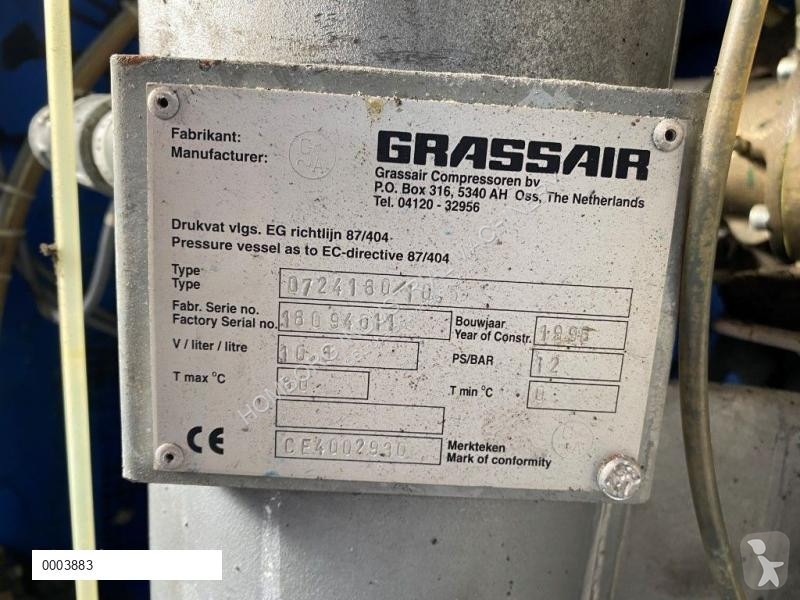 Fabrikant:
Manufacturer:
GRASSAIR
Grassair Compressoren bv
P.O. Box 316, 5340 AH Oss, The Netherlands
Tel. 04120 - 32956
Drukvat vlgs. EG richtlijn 87/404
Pressure vessel as to EC-directive 87/404
Type
Type
Fabr. Serie no.
Factory Serial no.
18094011
Bouwjaar
Year of Constr.
V / liter / litre
PS/BAR
12
T max °C
T min °C
0
CE
CE4002930
Merkteken
Mark of conformity
0003883